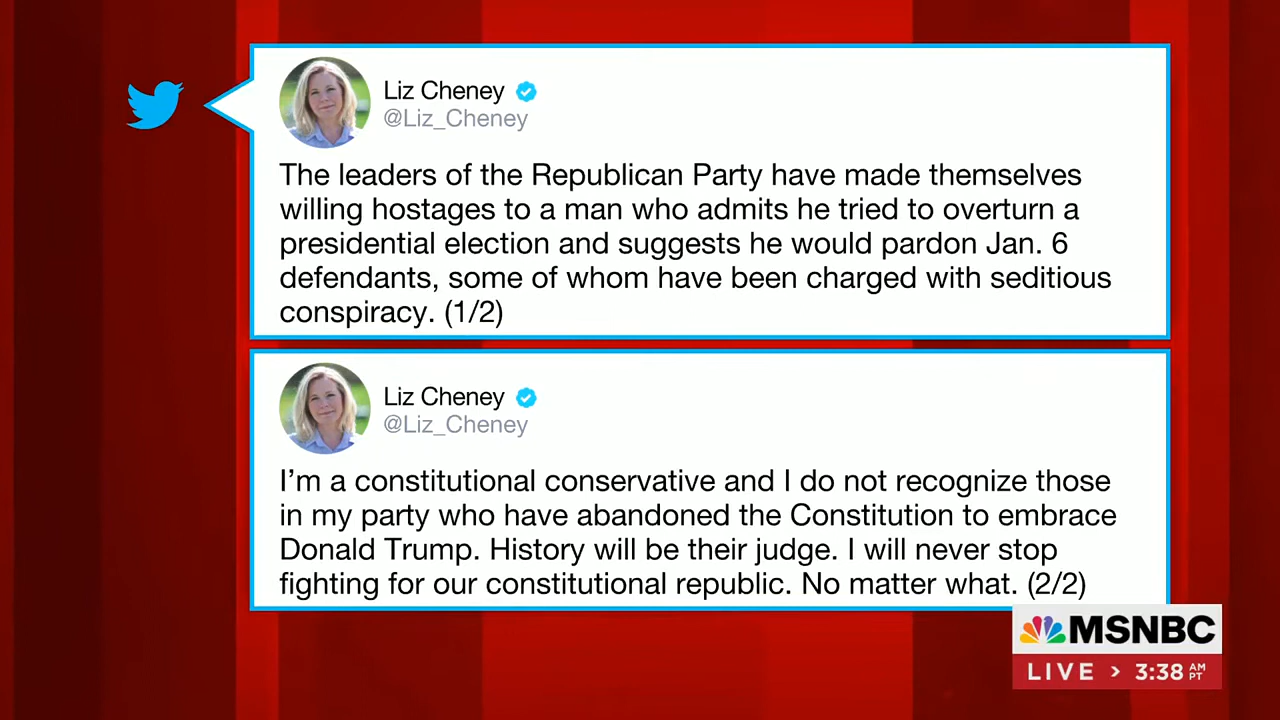 Liz Cheney
@Liz_Cheney
The leaders of the Republican Party have made themselves
willing hostages to a man who admits he tried to overturn a
presidential election and suggests he would pardon Jan. 6
defendants, some of whom have been charged with seditious
conspiracy. (1/2)
Liz Cheney
@Liz_Cheney
I’m a constitutional conservative and I do not recognize those
in my party who have abandoned the Constitution to embrace
Donald Trump. History will be their judge. I will never stop
fighting for our constitutional republic. No matter what. (2/2)
MSNBC
LIVE > 3:38 AM PT